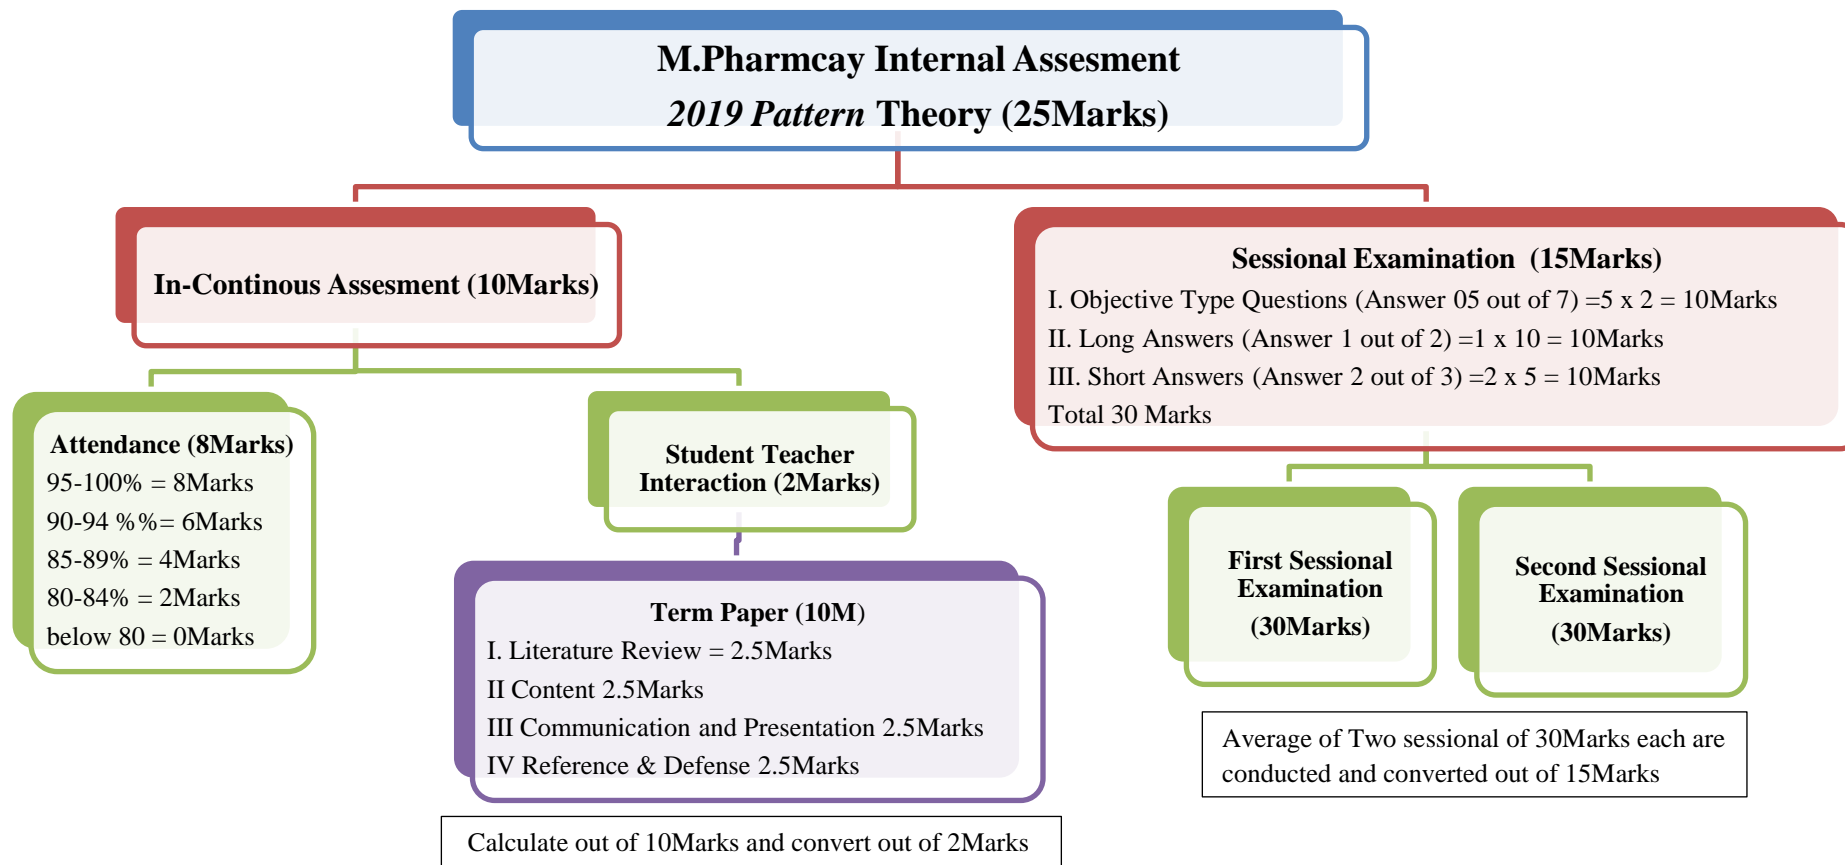 M.Pharmcay Internal Assesment
2019 Pattern Theory (25Marks)
In-Continous Assesment (10Marks)
Sessional Examination (15Marks)
I. Objective Type Questions (Answer 05 out of 7) =5 x 2 = 10Marks
II. Long Answers (Answer 1 out of 2) =1 x 10 = 10Marks
III. Short Answers (Answer 2 out of 3) =2 x 5 = 10Marks
Total 30 Marks
Attendance (8Marks)
95-100% = 8Marks
90-94 %%= 6Marks
85-89% = 4Marks
80-84% = 2Marks
below 80 = 0Marks
Student Teacher
Interaction (2Marks)
Term Paper (10M)
I. Literature Review = 2.5Marks
II Content 2.5Marks
III Communication and Presentation 2.5Marks
IV Reference & Defense 2.5Marks
Calculate out of 10Marks and convert out of 2Marks
First Sessional
Examination
(30Marks)
Second Sessional
Examination
(30Marks)
Average of Two sessional of 30Marks each are
conducted and converted out of 15Marks